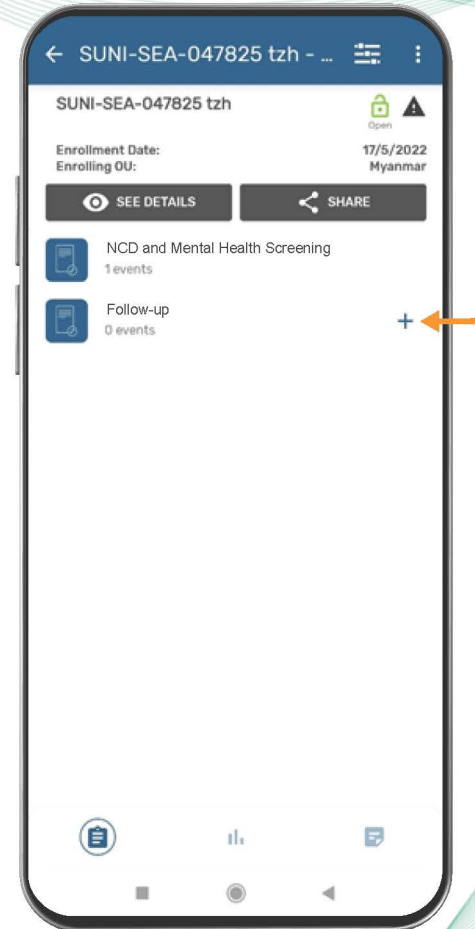 SUNI-SEA-047825 tzh - ...
SUNI-SEA-047825 tzh
Open
Enrollment Date: 17/5/2022
Enrolling OU: Myanmar
SEE DETAILS SHARE
NCD and Mental Health Screening
1 events
Follow-up
0 events